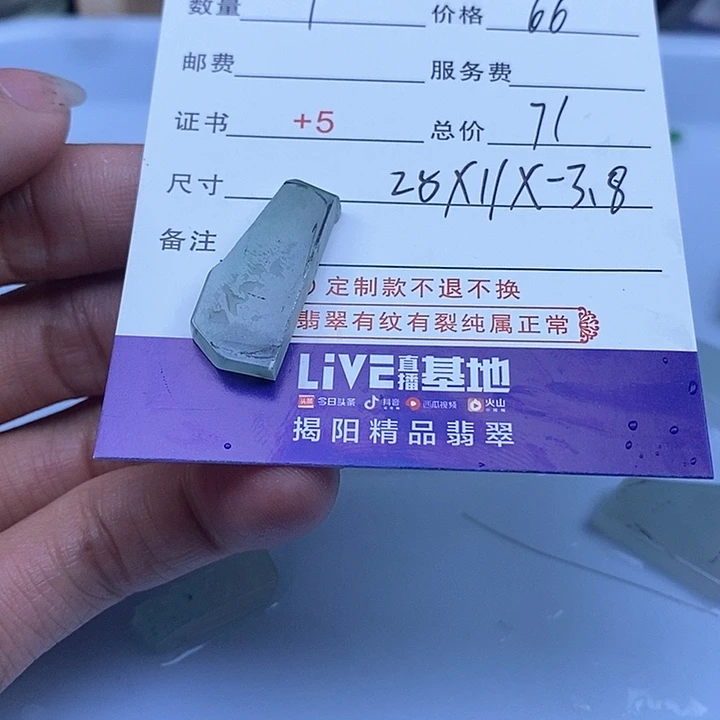 数量 1 价格 66
邮费 服务费
证书 +5 总价 71
尺寸 28X11X-3.8
备注
定制款不退不换
翡翠有纹有裂纯属正常
LiVE直播基地
头条 今日头条 抖音 西瓜视频 火山
揭阳精品翡翠